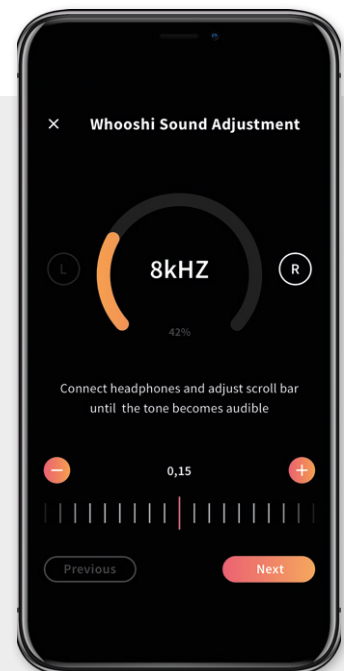 × Whooshi Sound Adjustment
L
8kHZ
R
42%
Connect headphones and adjust scroll bar
until the tone becomes audible
− 0,15 +
Previous
Next